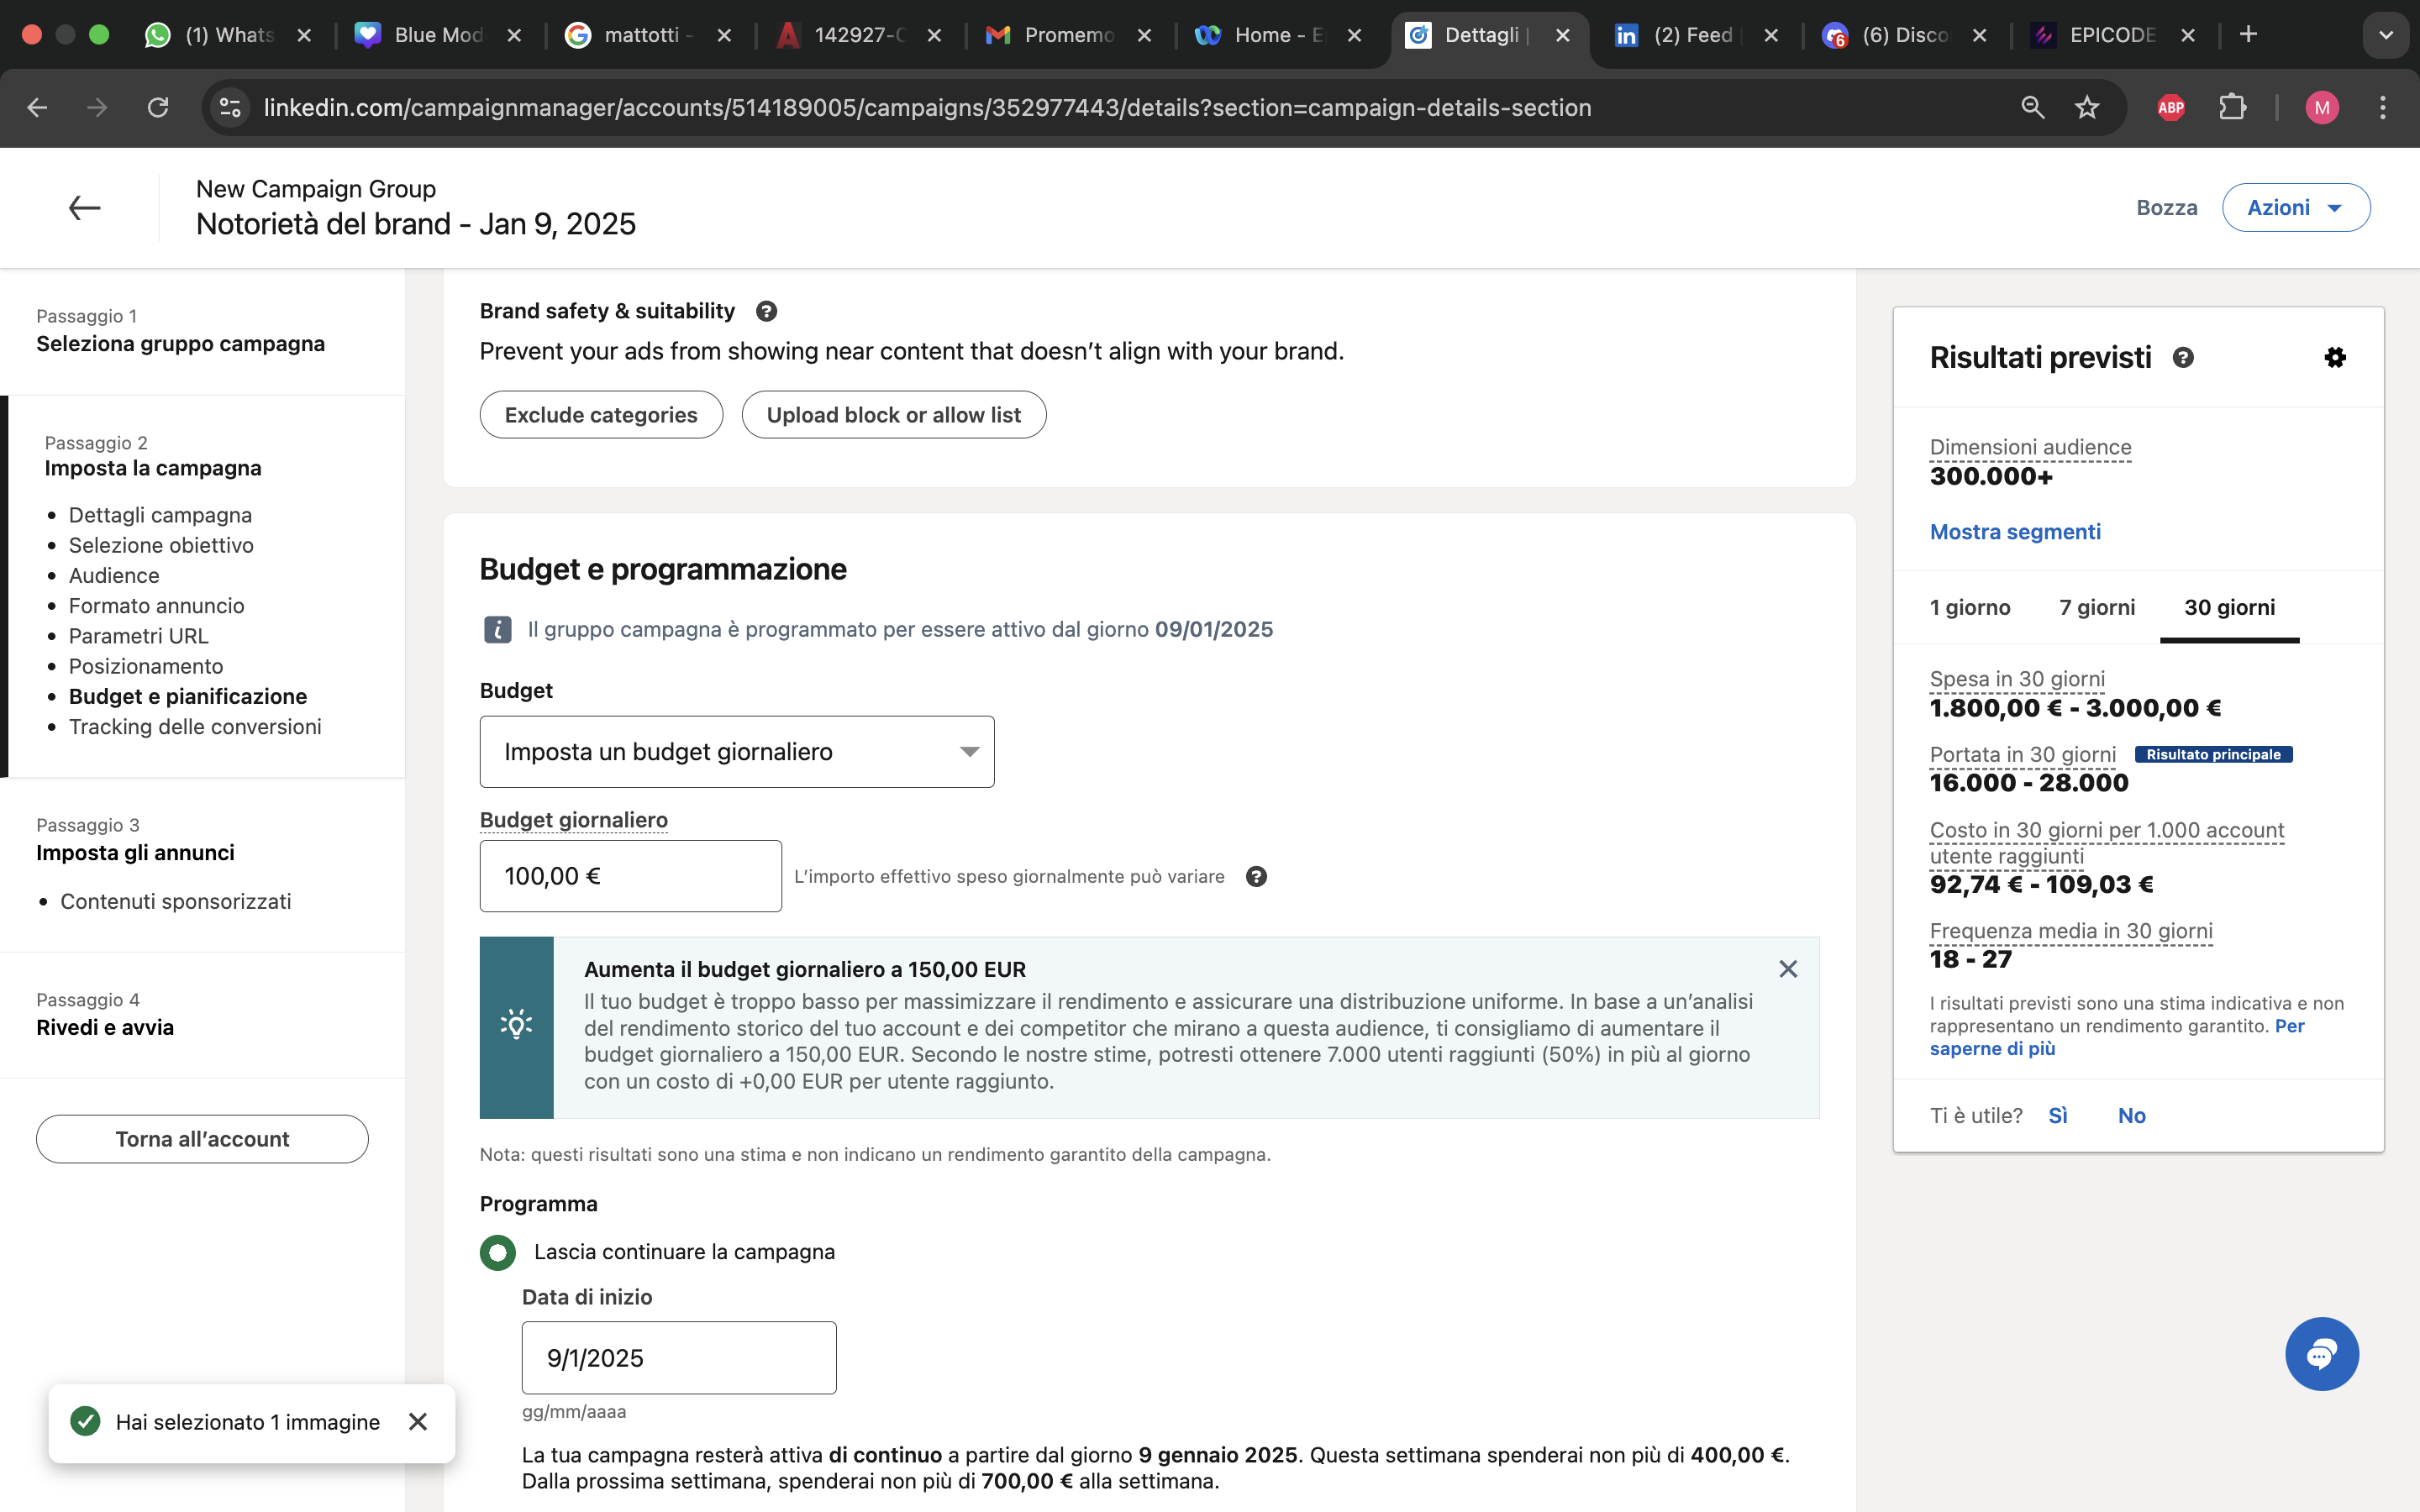 (1) Whats
Blue Mod
mattotti -
142927-C
Promemo
Home - E
Dettagli |
(2) Feed |
(6) Disco
EPICODE
linkedin.com/campaignmanager/accounts/514189005/campaigns/352977443/details?section=campaign-details-section
ABP
M
New Campaign Group
Notorietà del brand - Jan 9, 2025
Bozza
Azioni
Passaggio 1
Seleziona gruppo campagna
Passaggio 2
Imposta la campagna
Dettagli campagna
Selezione obiettivo
Audience
Formato annuncio
Parametri URL
Posizionamento
Budget e pianificazione
Tracking delle conversioni
Passaggio 3
Imposta gli annunci
Contenuti sponsorizzati
Passaggio 4
Rivedi e avvia
Torna all’account
Hai selezionato 1 immagine
Brand safety & suitability
Prevent your ads from showing near content that doesn’t align with your brand.
Exclude categories
Upload block or allow list
Budget e programmazione
Il gruppo campagna è programmato per essere attivo dal giorno 09/01/2025
Budget
Imposta un budget giornaliero
Budget giornaliero
100,00 €
L’importo effettivo speso giornalmente può variare
Aumenta il budget giornaliero a 150,00 EUR
Il tuo budget è troppo basso per massimizzare il rendimento e assicurare una distribuzione uniforme. In base a un’analisi
del rendimento storico del tuo account e dei competitor che mirano a questa audience, ti consigliamo di aumentare il
budget giornaliero a 150,00 EUR. Secondo le nostre stime, potresti ottenere 7.000 utenti raggiunti (50%) in più al giorno
con un costo di +0,00 EUR per utente raggiunto.
Nota: questi risultati sono una stima e non indicano un rendimento garantito della campagna.
Programma
Lascia continuare la campagna
Data di inizio
9/1/2025
gg/mm/aaaa
La tua campagna resterà attiva di continuo a partire dal giorno 9 gennaio 2025. Questa settimana spenderai non più di 400,00 €.
Dalla prossima settimana, spenderai non più di 700,00 € alla settimana.
Risultati previsti
Dimensioni audience
300.000+
Mostra segmenti
1 giorno
7 giorni
30 giorni
Spesa in 30 giorni
1.800,00 € - 3.000,00 €
Portata in 30 giorni
Risultato principale
16.000 - 28.000
Costo in 30 giorni per 1.000 account
utente raggiunti
92,74 € - 109,03 €
Frequenza media in 30 giorni
18 - 27
I risultati previsti sono una stima indicativa e non
rappresentano un rendimento garantito. Per
saperne di più
Ti è utile?
Sì
No